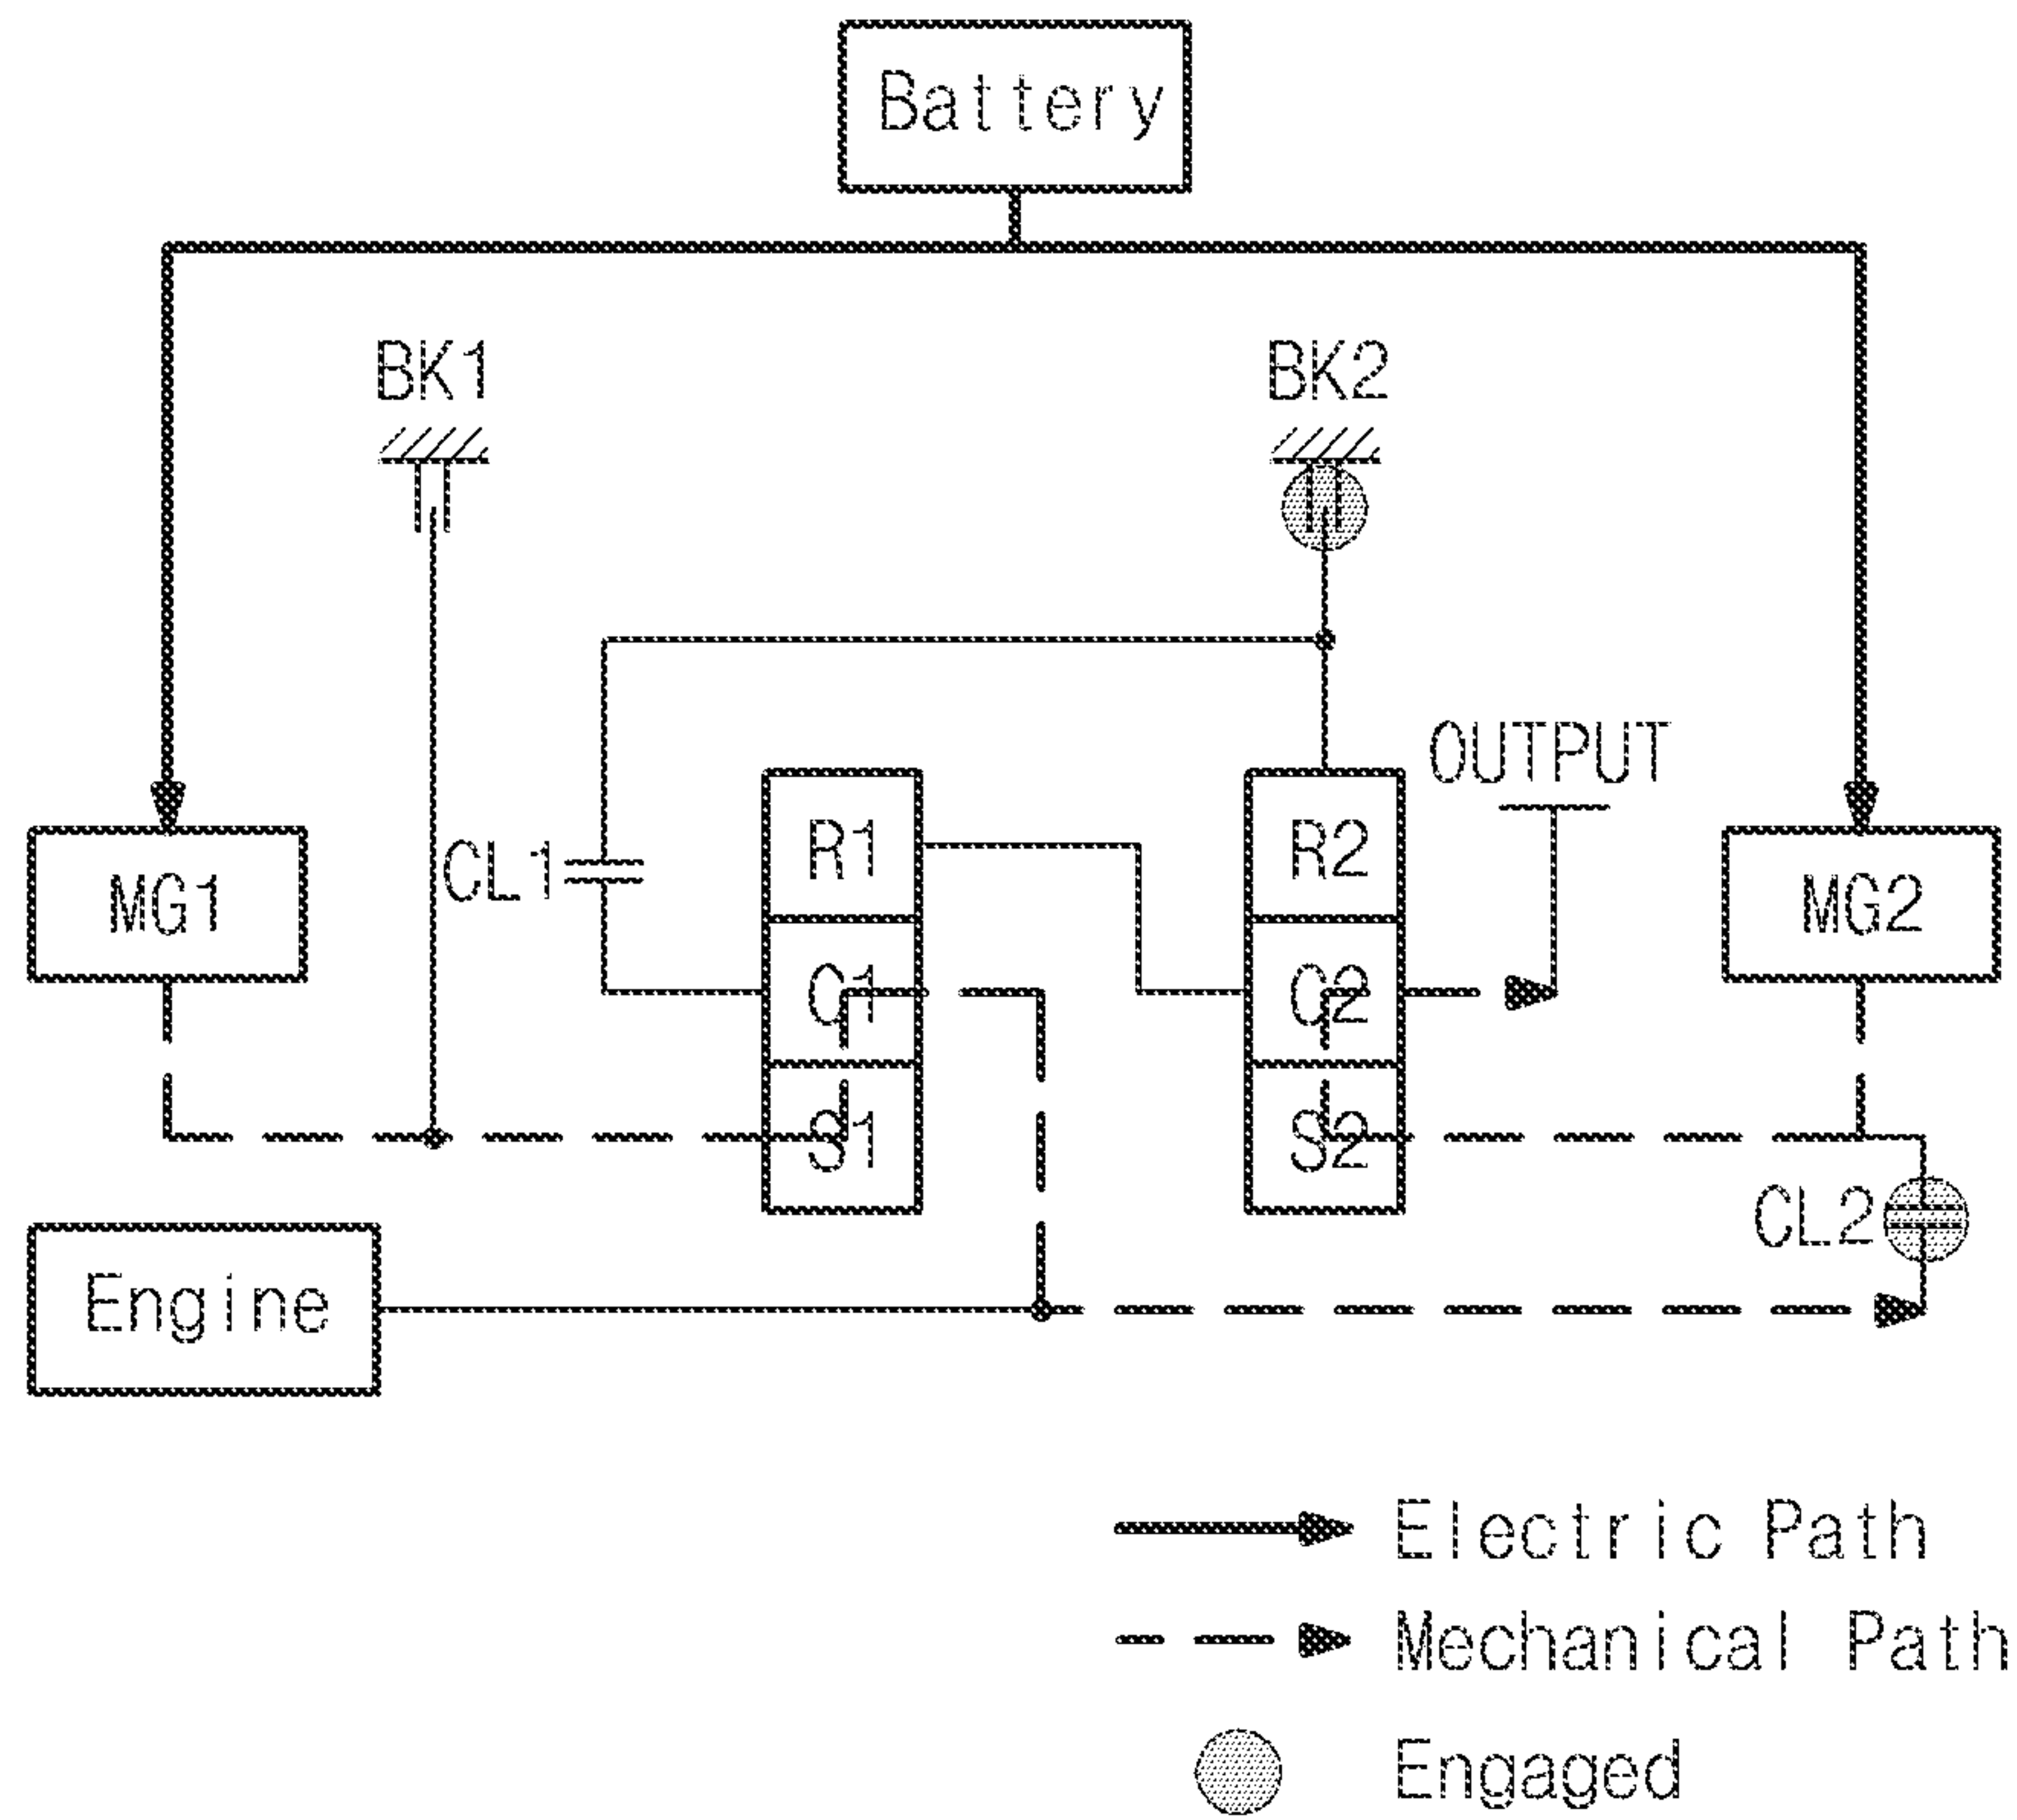 Battery
BK1
BK2
OUTPUT
CL1
R1
R2
MG1
MG2
C1
C2
S1
S2
CL2
Engine
Electric Path
Mechanical Path
Engaged